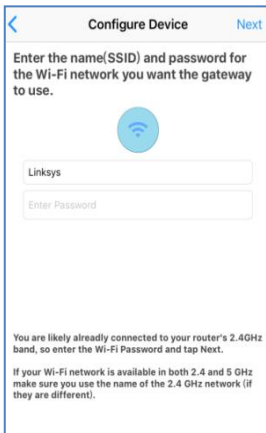 Configure Device
Next
Enter the name(SSID) and password for
the Wi-Fi network you want the gateway
to use.
Linksys
Enter Password
You are likely alreadly connected to your router's 2.4GHz
band, so enter the Wi-Fi Password and tap Next.
If your Wi-Fi network is available in both 2.4 and 5 GHz
make sure you use the name of the 2.4 GHz network (if
they are different).